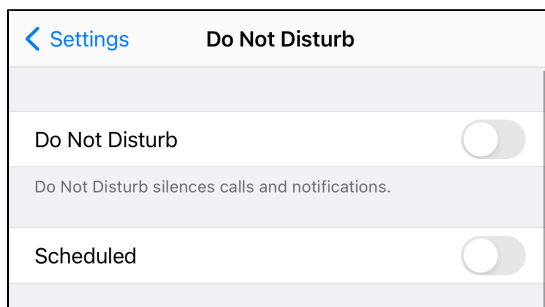 Settings Do Not Disturb
Do Not Disturb
Do Not Disturb silences calls and notifications.
Scheduled